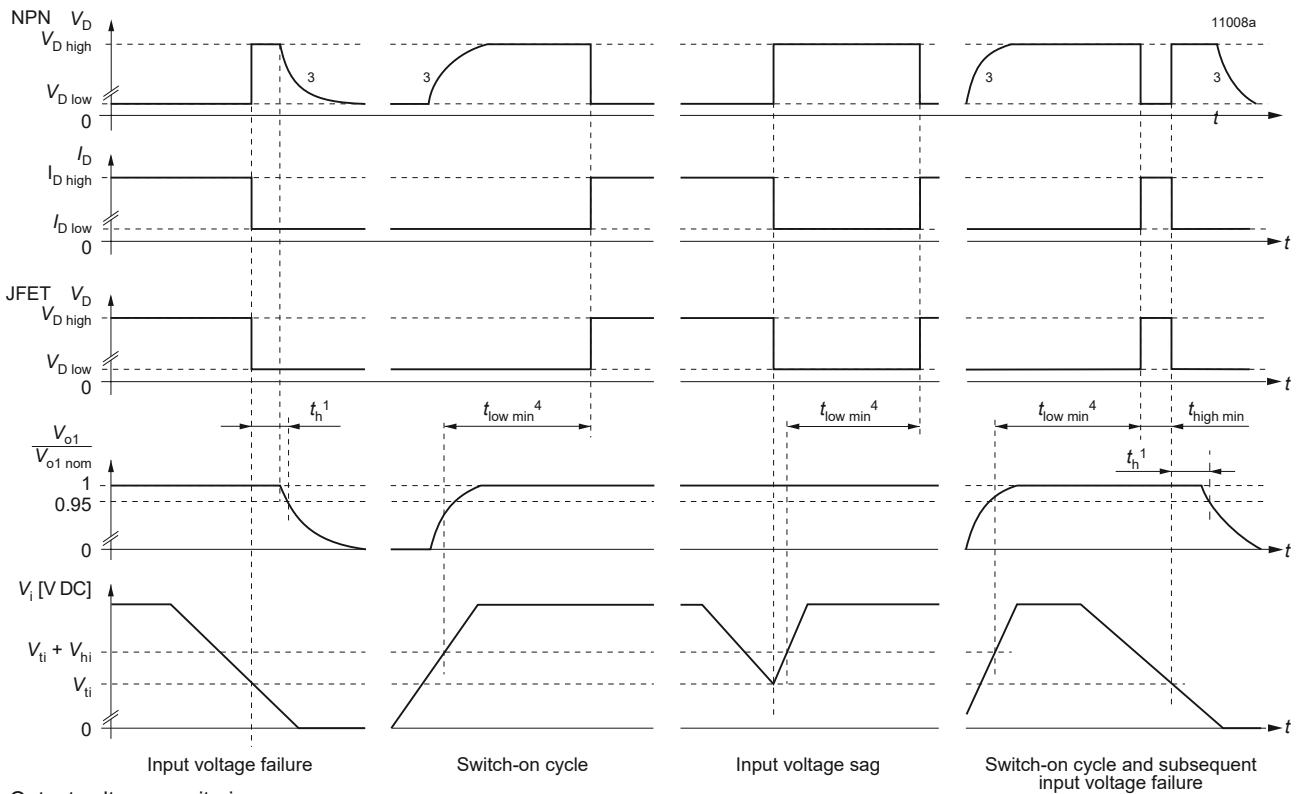 NPN V_D
11008a
V_D high
3
3
3
3
V_D low
0
t
I_D
I_D high
I_D low
0
t
JFET V_D
V_D high
V_D low
0
t
t_h^1
t_low min^4
t_low min^4
t_low min^4
t_high min
V_o1
V_o1 nom
t_h^1
1
0.95
0
t
V_i [V DC]
V_ti + V_hi
V_ti
0
t
Input voltage failure
Switch-on cycle
Input voltage sag
Switch-on cycle and subsequent
input voltage failure